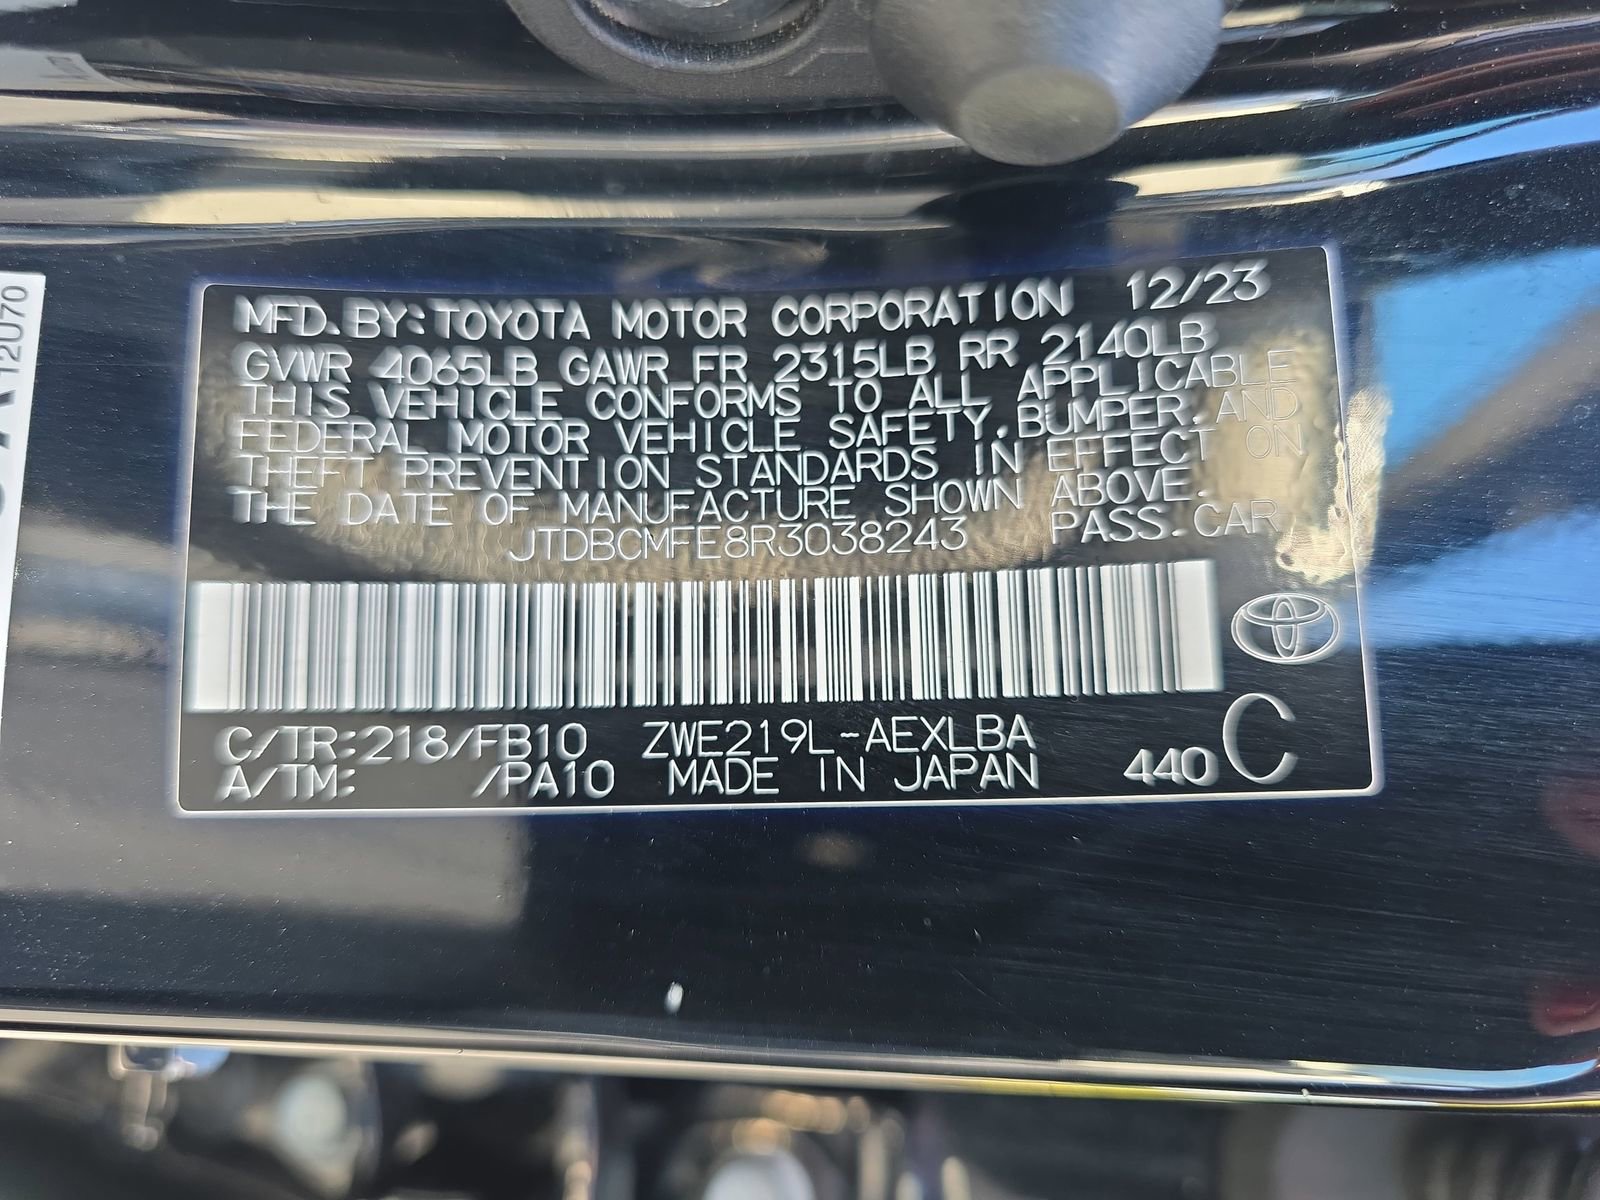 MFD. BY: TOYOTA MOTOR CORPORATION 12/23
GVWR 4065LB GAWR FR 2315LB RR 2140LB
THIS VEHICLE CONFORMS TO ALL APPLICABLE
FEDERAL MOTOR VEHICLE SAFETY, BUMPER, AND
THEFT PREVENTION STANDARDS IN EFFECT ON
THE DATE OF MANUFACTURE SHOWN ABOVE.
JTDBCMFE8R3038243 PASS. CAR
C/TR:218/FB10 ZWE219L-AEXLBA
A/TM: /PA10 MADE IN JAPAN 440 C
12U70